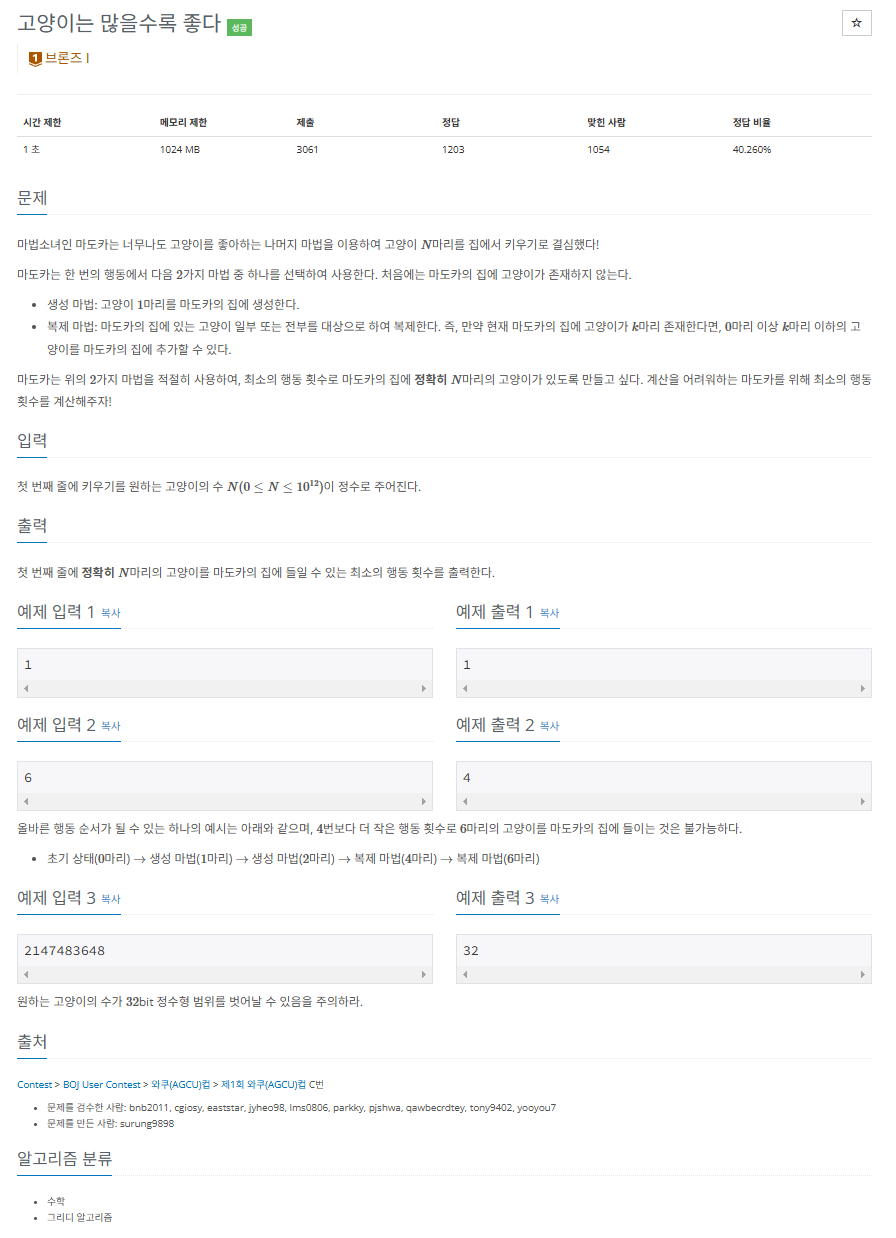 고양이는 많을수록 좋다 성공
☆
1 브론즈 I
시간 제한 메모리 제한 제출 정답 맞힌 사람 정답 비율
1 초 1024 MB 3061 1203 1054 40.260%
문제
마법소녀인 마도카는 너무나도 고양이를 좋아하는 나머지 마법을 이용하여 고양이 N마리를 집에서 키우기로 결심했다!
마도카는 한 번의 행동에서 다음 2가지 마법 중 하나를 선택하여 사용한다. 처음에는 마도카의 집에 고양이가 존재하지 않는다.
• 생성 마법: 고양이 1마리를 마도카의 집에 생성한다.
• 복제 마법: 마도카의 집에 있는 고양이 일부 또는 전부를 대상으로 하여 복제한다. 즉, 만약 현재 마도카의 집에 고양이가 k마리 존재한다면, 0마리 이상 k마리 이하의 고
양이를 마도카의 집에 추가할 수 있다.
마도카는 위의 2가지 마법을 적절히 사용하여, 최소의 행동 횟수로 마도카의 집에 정확히 N마리의 고양이가 있도록 만들고 싶다. 계산을 어려워하는 마도카를 위해 최소의 행동
횟수를 계산해주자!
입력
첫 번째 줄에 키우기를 원하는 고양이의 수 N(0 ≤ N ≤ 10¹²)이 정수로 주어진다.
출력
첫 번째 줄에 정확히 N마리의 고양이를 마도카의 집에 들일 수 있는 최소의 행동 횟수를 출력한다.
예제 입력 1 복사
1
예제 출력 1 복사
1
예제 입력 2 복사
6
예제 출력 2 복사
4
올바른 행동 순서가 될 수 있는 하나의 예시는 아래와 같으며, 4번보다 더 작은 행동 횟수로 6마리의 고양이를 마도카의 집에 들이는 것은 불가능하다.
• 초기 상태(0마리) → 생성 마법(1마리) → 생성 마법(2마리) → 복제 마법(4마리) → 복제 마법(6마리)
예제 입력 3 복사
2147483648
예제 출력 3 복사
32
원하는 고양이의 수가 32bit 정수형 범위를 벗어날 수 있음을 주의하라.
출처
Contest > BOJ User Contest > 와쿠(AGCU)컵 > 제1회 와쿠(AGCU)컵 C번
• 문제를 검수한 사람: bnb2011, cgiosy, eaststar, jyheo98, lms0806, parkky, pjshwa, qawbecrdtey, tony9402, yooyou7
• 문제를 만든 사람: surung9898
알고리즘 분류
• 수학
• 그리디 알고리즘